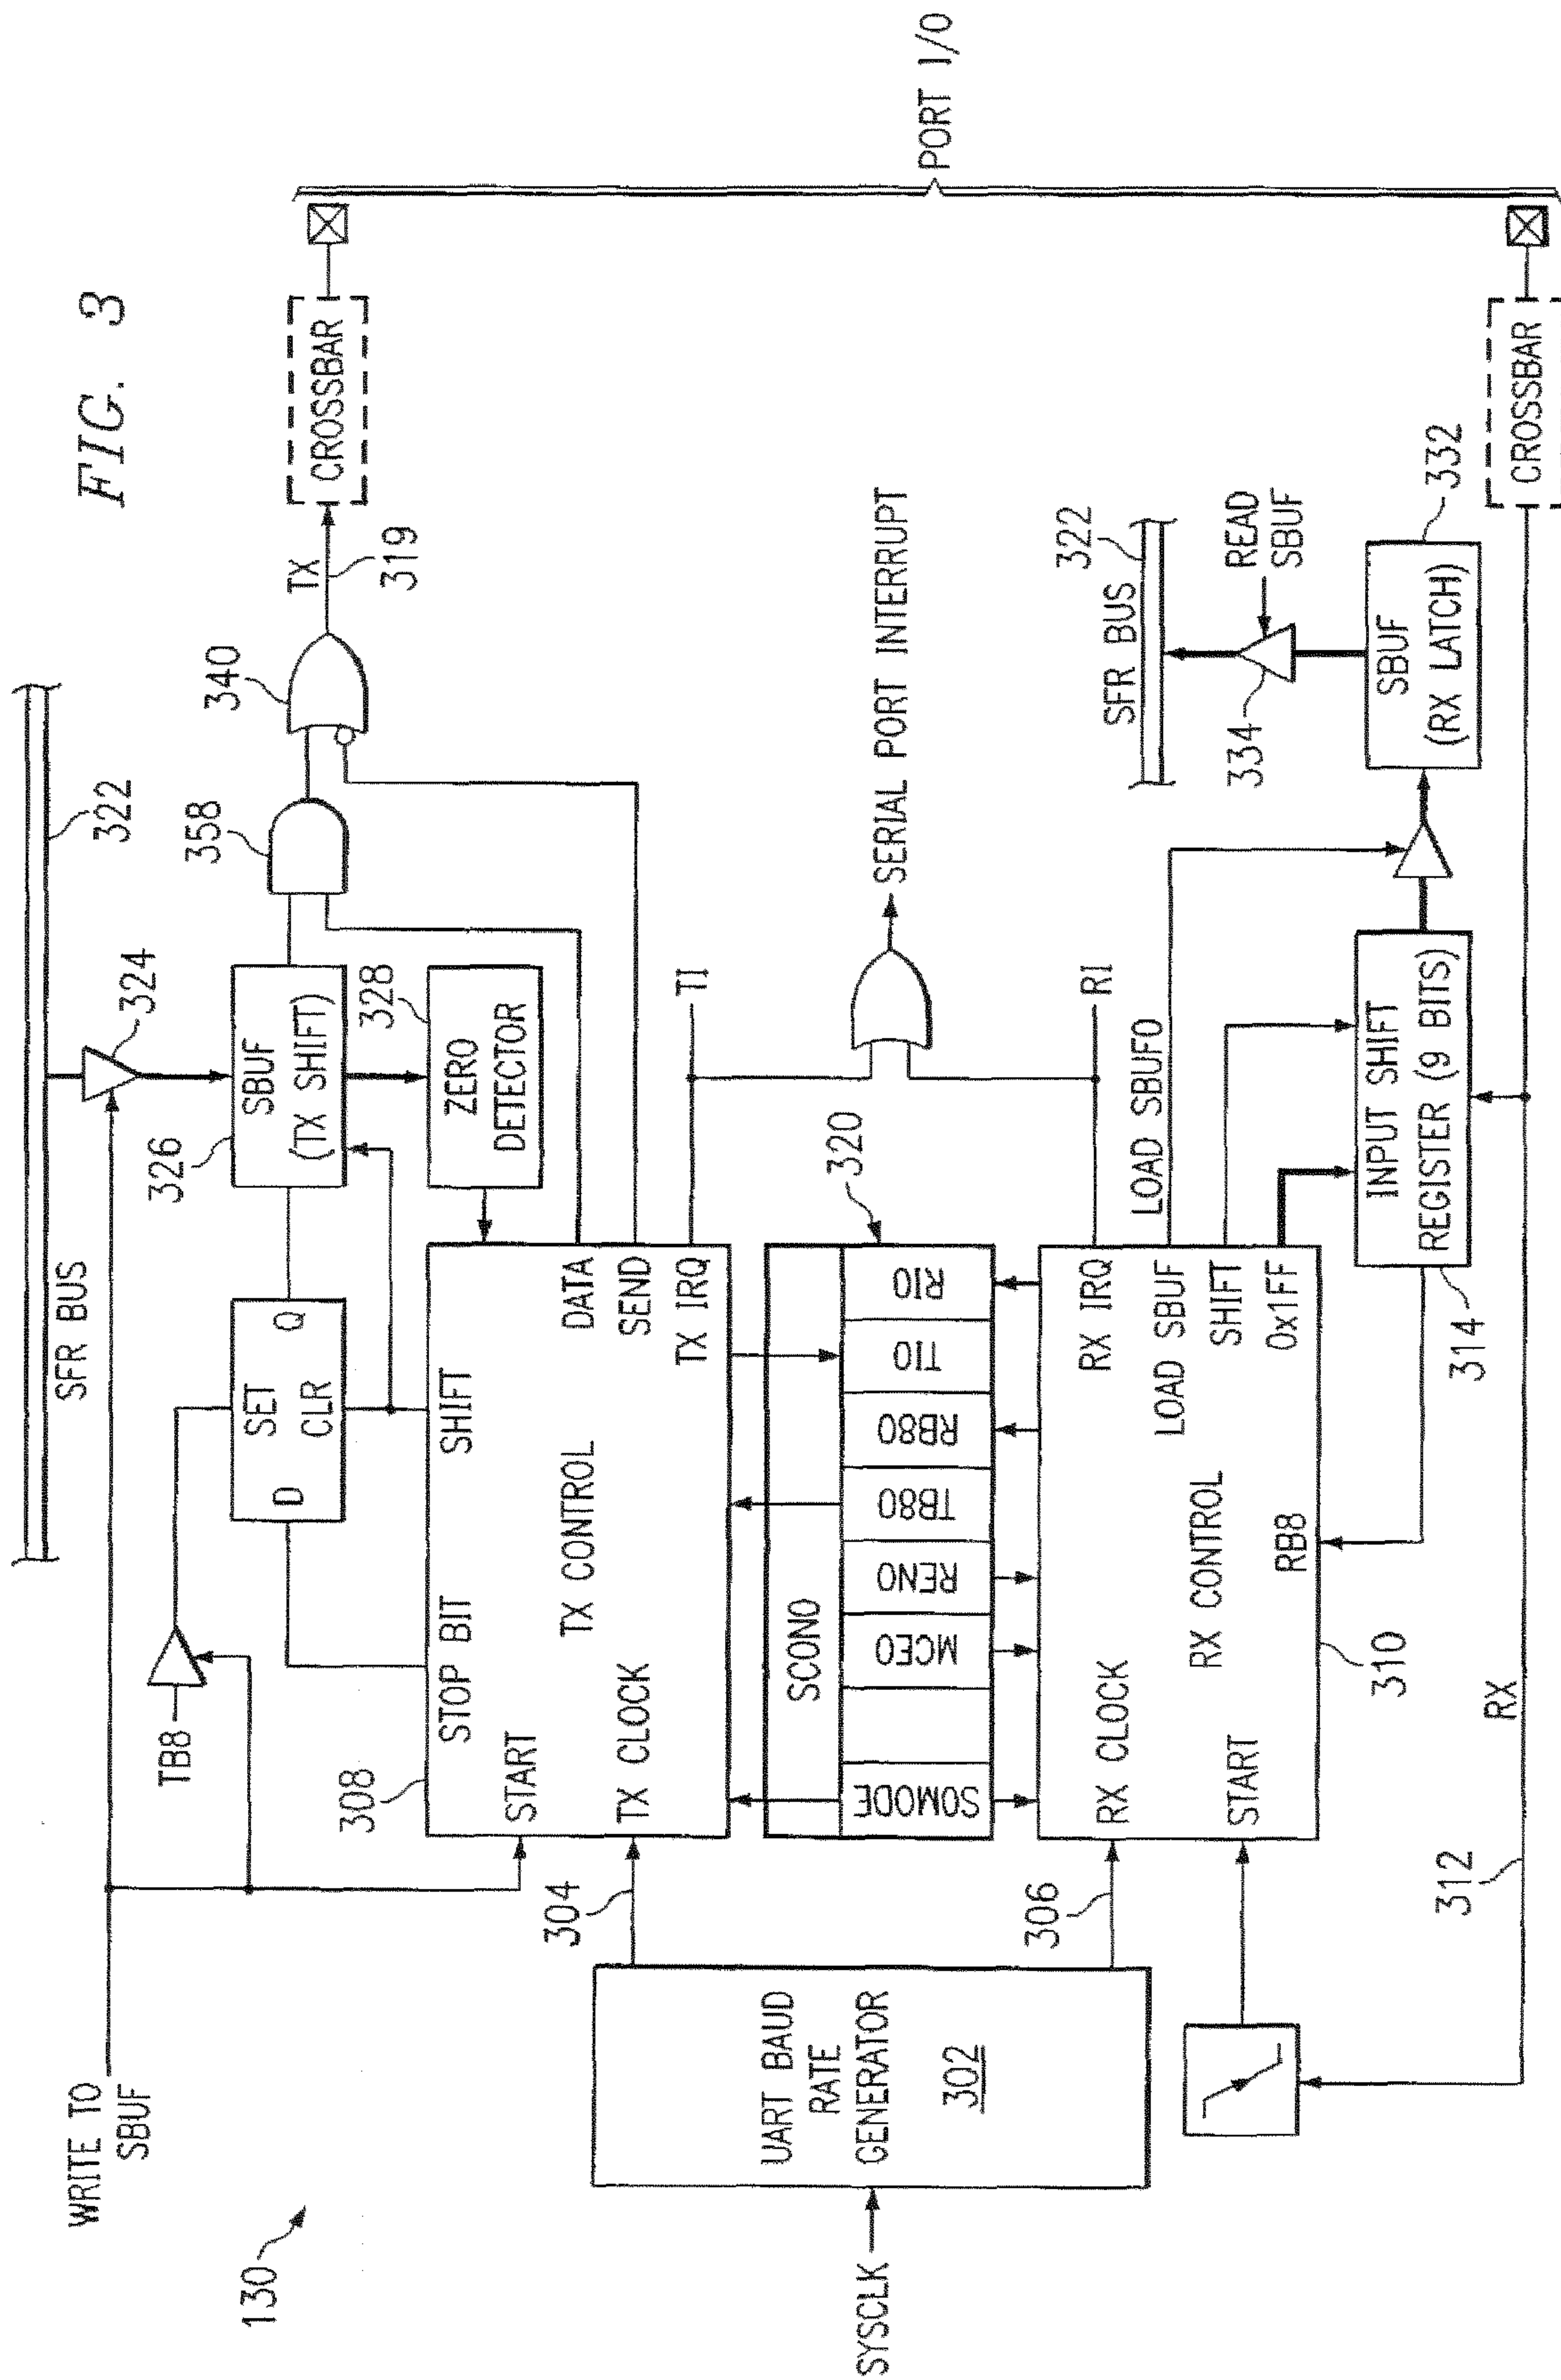 FIG. 3
130
WRITE TO
SBUF
SFR BUS
322
324
TB8
SET
D
Q
CLR
326
SBUF
(TX SHIFT)
358
340
TX
319
CROSSBAR
PORT I/O
328
ZERO
DETECTOR
308
STOP BIT
SHIFT
START
TX CONTROL
DATA
SEND
TX CLOCK
TX IRQ
304
TI
SYSCLK
UART BAUD
RATE
GENERATOR
302
SCON0
320
S0MODE
MCE0
REN0
TB80
RB80
TI0
RI0
SERIAL PORT INTERRUPT
306
RX CLOCK
RX IRQ
RI
LOAD SBUF
LOAD SBUF0
RX CONTROL
SHIFT
START
RB8
0x1FF
310
314
INPUT SHIFT
REGISTER (9 BITS)
SFR BUS
322
334
READ
SBUF
SBUF
(RX LATCH)
332
312
RX
CROSSBAR